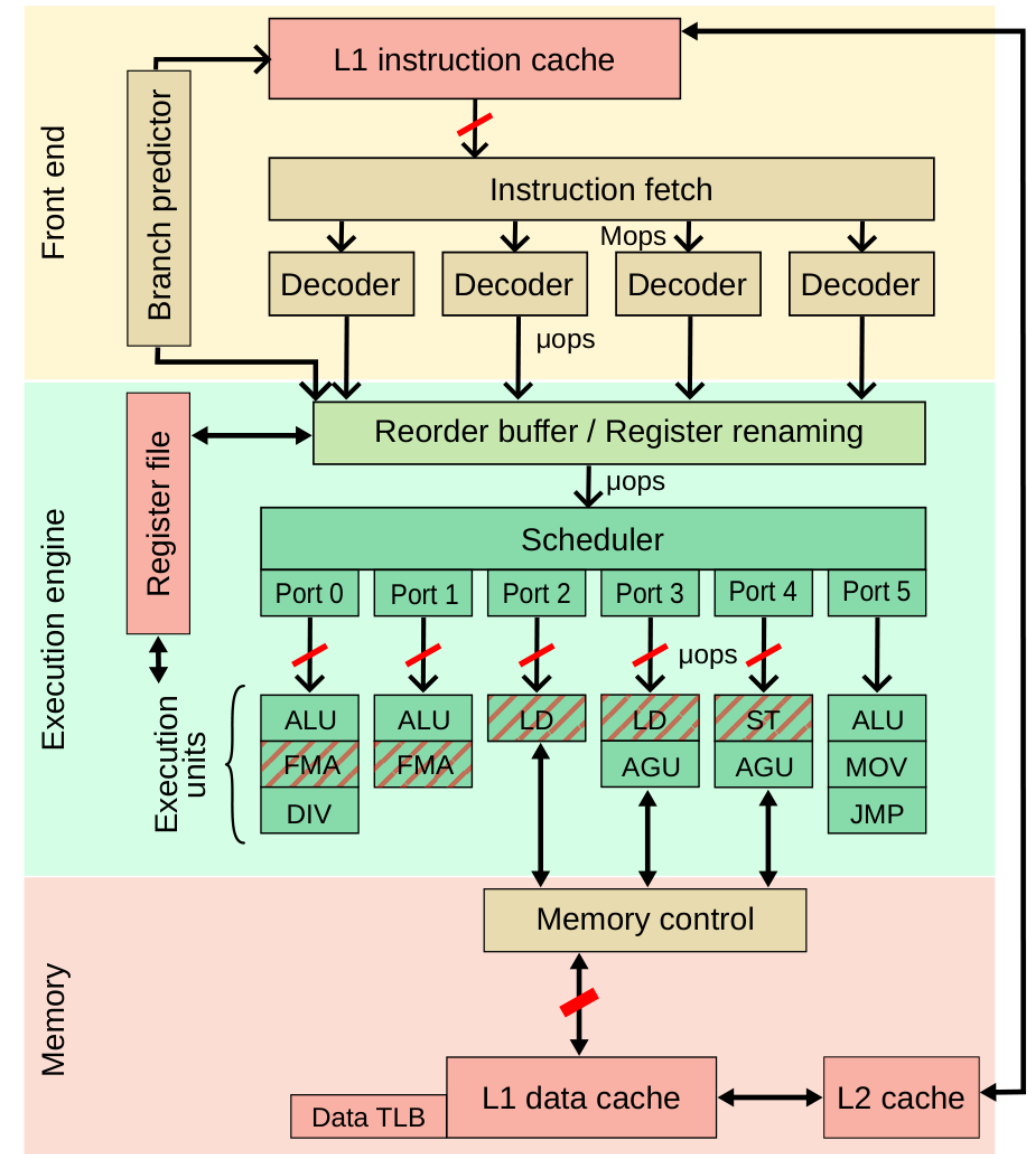 L1 instruction cache
Front end
Branch predictor
Instruction fetch
Mops
Decoder
Decoder
Decoder
Decoder
μops
Execution engine
Register file
Reorder buffer / Register renaming
μops
Scheduler
Port 0
Port 1
Port 2
Port 3
Port 4
Port 5
μops
Execution
units
ALU
FMA
DIV
ALU
FMA
LD
LD
AGU
ST
AGU
ALU
MOV
JMP
Memory
Memory control
Data TLB
L1 data cache
L2 cache